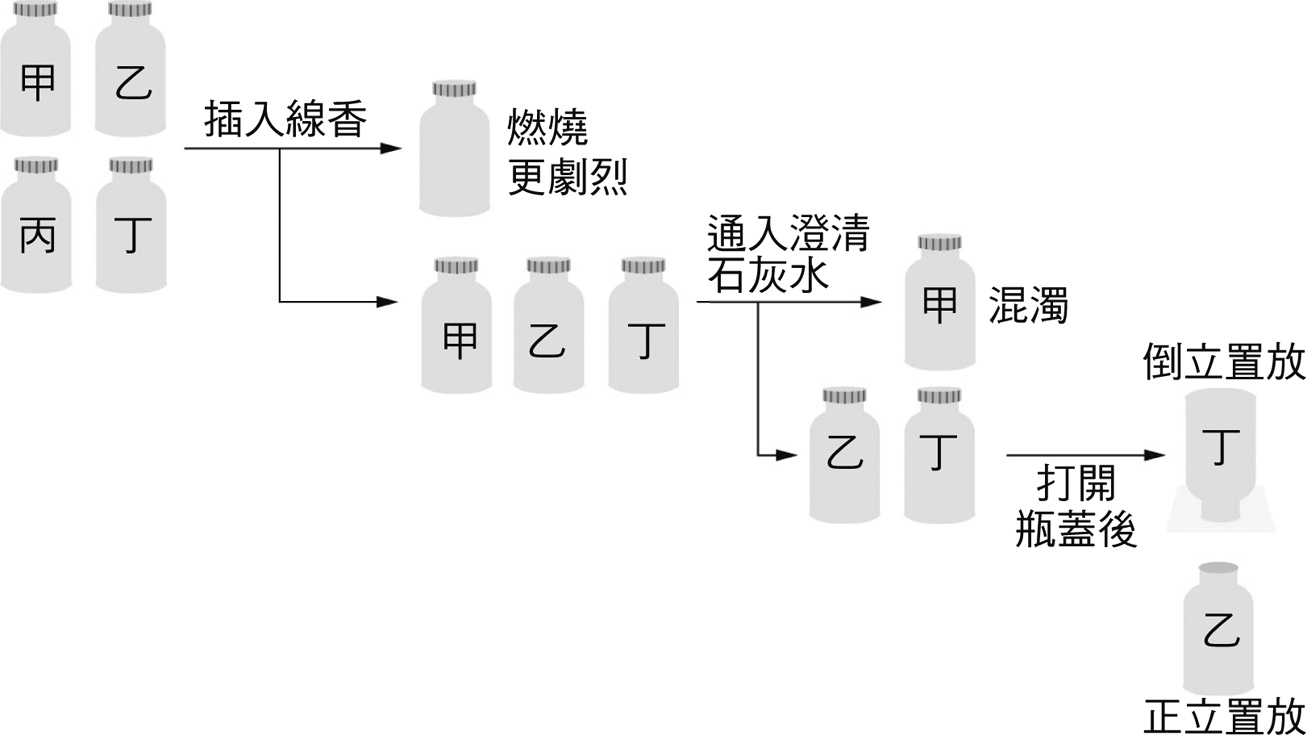 甲
乙
丙
丁
插入線香
燃燒
更劇烈
甲
乙
丁
通入澄清
石灰水
甲
混濁
乙
丁
打開
瓶蓋後
倒立置放
丁
乙
正立置放